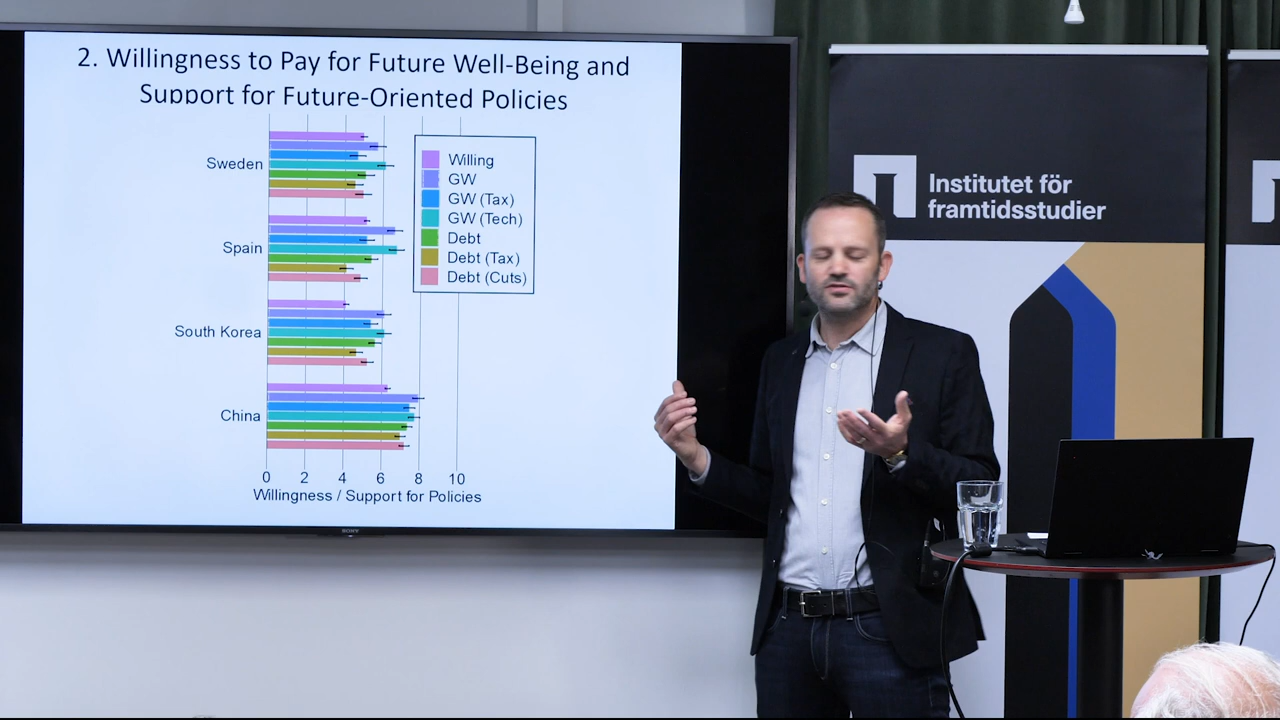 2. Willingness to Pay for Future Well-Being and
Support for Future-Oriented Policies
Sweden
Spain
South Korea
China
Willing
GW
GW (Tax)
GW (Tech)
Debt
Debt (Tax)
Debt (Cuts)
0 2 4 6 8 10
Willingness / Support for Policies
SONY
Institutet för
framtidsstudier